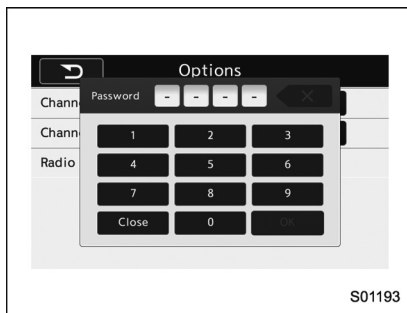 Options
Password - - - -
Chann
Chann
Radio
1 2 3
4 5 6
7 8 9
Close 0 OK
S01193